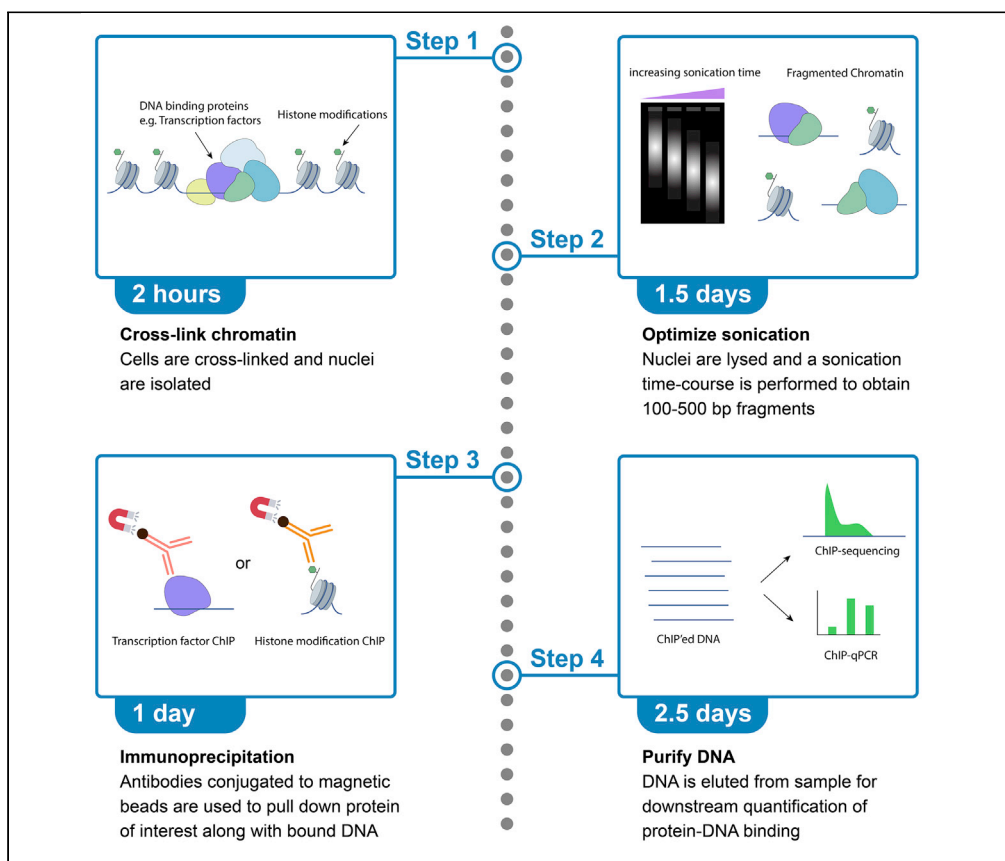 Step 1
DNA binding proteins
e.g. Transcription factors
Histone modifications
2 hours
Cross-link chromatin
Cells are cross-linked and nuclei
are isolated
increasing sonication time
Fragmented Chromatin
Step 2
1.5 days
Optimize sonication
Nuclei are lysed and a sonication
time-course is performed to obtain
100-500 bp fragments
Step 3
or
Transcription factor ChIP
Histone modification ChIP
1 day
Immunoprecipitation
Antibodies conjugated to magnetic
beads are used to pull down protein
of interest along with bound DNA
ChIP-sequencing
ChIP'ed DNA
ChIP-qPCR
Step 4
2.5 days
Purify DNA
DNA is eluted from sample for
downstream quantification of
protein-DNA binding